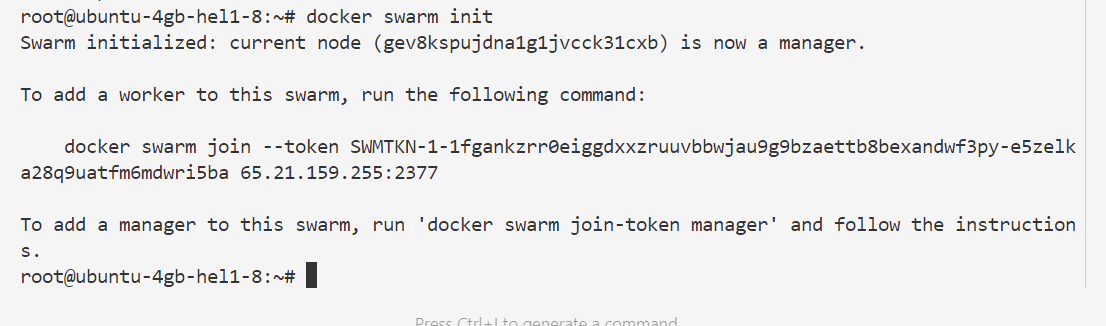 root@ubuntu-4gb-hel1-8:~# docker swarm init
Swarm initialized: current node (gev8kspujdna1g1jvcck31cxb) is now a manager.
To add a worker to this swarm, run the following command:
docker swarm join --token SWMTKN-1-1fgankzrr0eiggdxxzruuvbbwjau9g9bzaettb8bexandwf3py-e5zelk
a28q9uatfm6mdwri5ba 65.21.159.255:2377
To add a manager to this swarm, run 'docker swarm join-token manager' and follow the instruction
s.
root@ubuntu-4gb-hel1-8:~#
Press Ctrl+I to generate a command